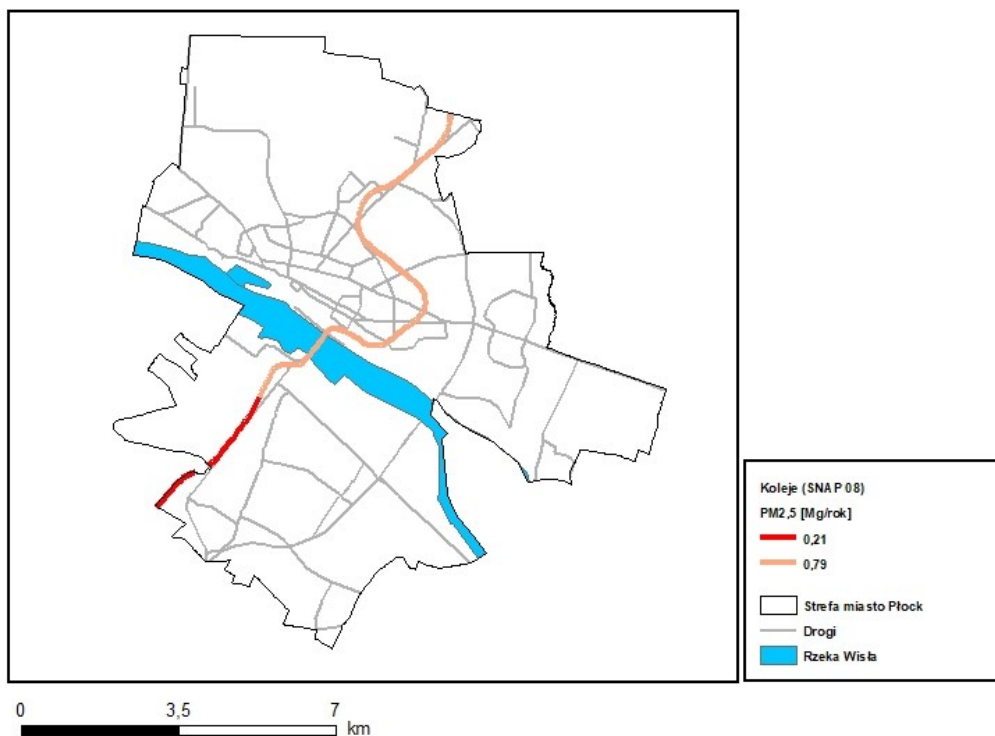 Koleje (SNAP 08)
PM2,5 [Mg/rok]
0,21
0,79
Strefa miasto Płock
Drogi
Rzeka Wisła
0 3,5 7
km